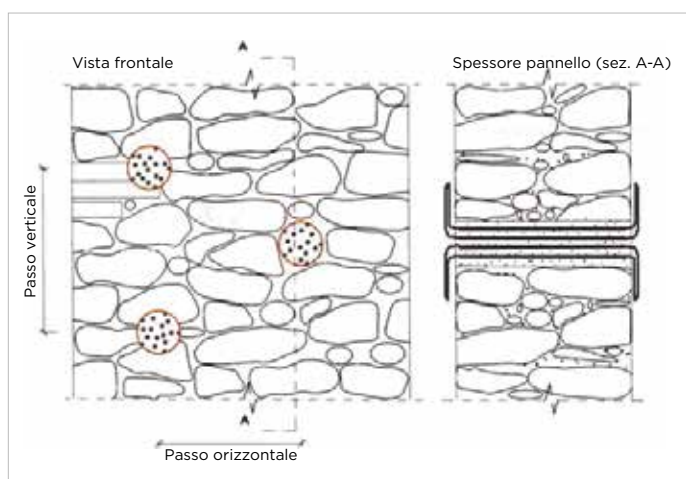 A
Vista frontale
Spessore pannello (sez. A-A)
Passo verticale
A
Passo orizzontale